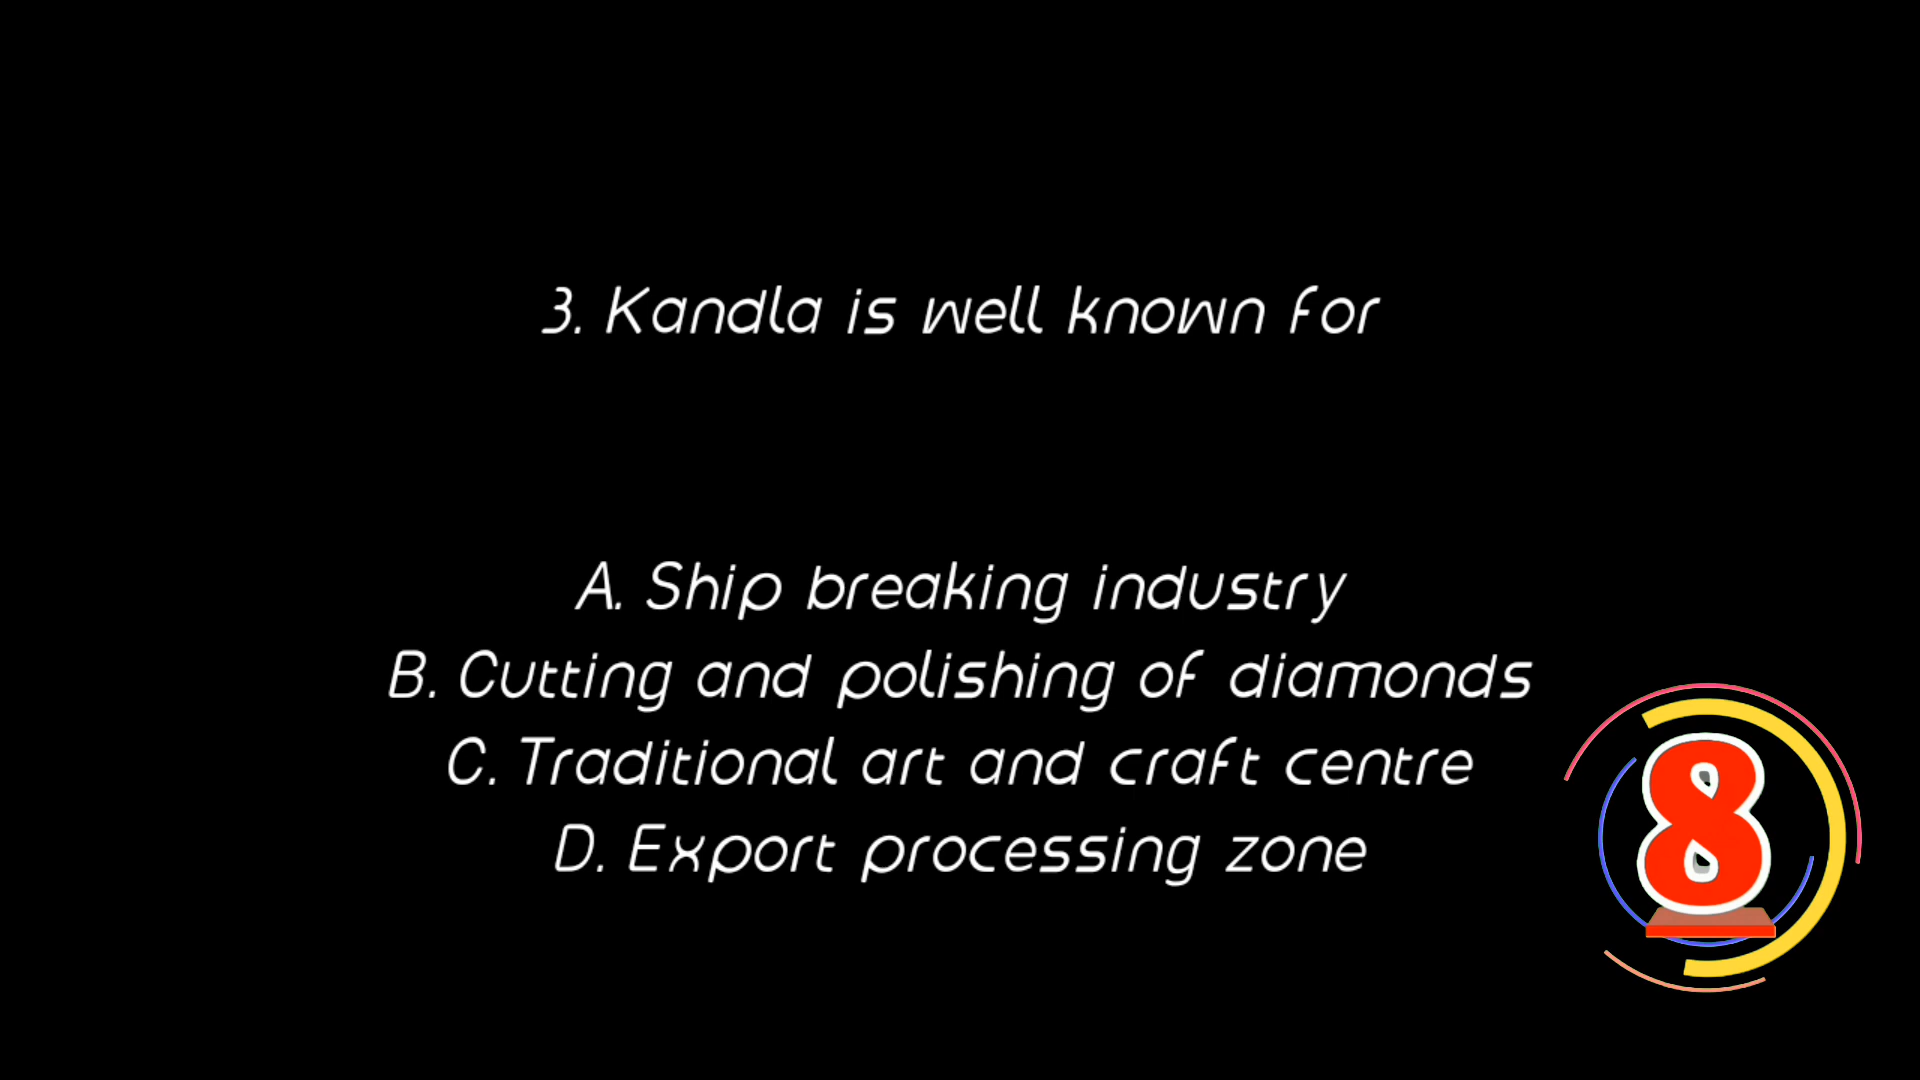 3. Kandla is well known for
A. Ship breaking industry
B. Cutting and polishing of diamonds
C. Traditional art and craft centre
D. Export processing zone
8